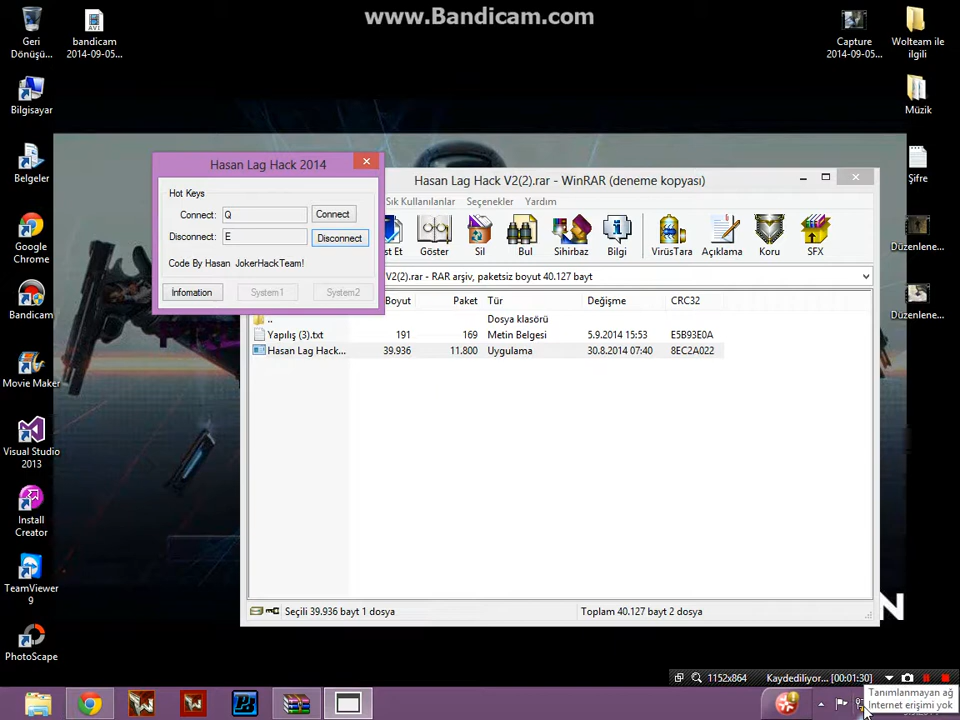 www.Bandicam.com
Geri
Dönüşü...
bandicam
2014-09-05...
Capture
2014-09-05...
Wolteam ile
ilgili
Bilgisayar
Müzik
Belgeler
Şifre
Google
Chrome
Düzenlene...
Bandicam
Düzenlene...
Movie Maker
Visual Studio
2013
Install
Creator
TeamViewer
9
PhotoScape
Hasan Lag Hack 2014
Hot Keys
Connect: Q Connect
Disconnect: E Disconnect
Code By Hasan JokerHackTeam!
Infomation System1 System2
Hasan Lag Hack V2(2).rar - WinRAR (deneme kopyası)
Sık Kullanılanlar Seçenekler Yardım
st Et Göster Sil Bul Sihirbaz Bilgi VirüsTara Açıklama Koru SFX
V2(2).rar - RAR arşiv, paketsiz boyut 40.127 bayt
Boyut Paket Tür Değişme CRC32
.. Dosya klasörü
Yapılış (3).txt 191 169 Metin Belgesi 5.9.2014 15:53 E5B93E0A
Hasan Lag Hack... 39.936 11.800 Uygulama 30.8.2014 07:40 8EC2A022
Seçili 39.936 bayt 1 dosya Toplam 40.127 bayt 2 dosya
N
1152x864 Kaydediliyor... [00:01:30]
Tanımlanmayan ağ
Internet erişimi yok